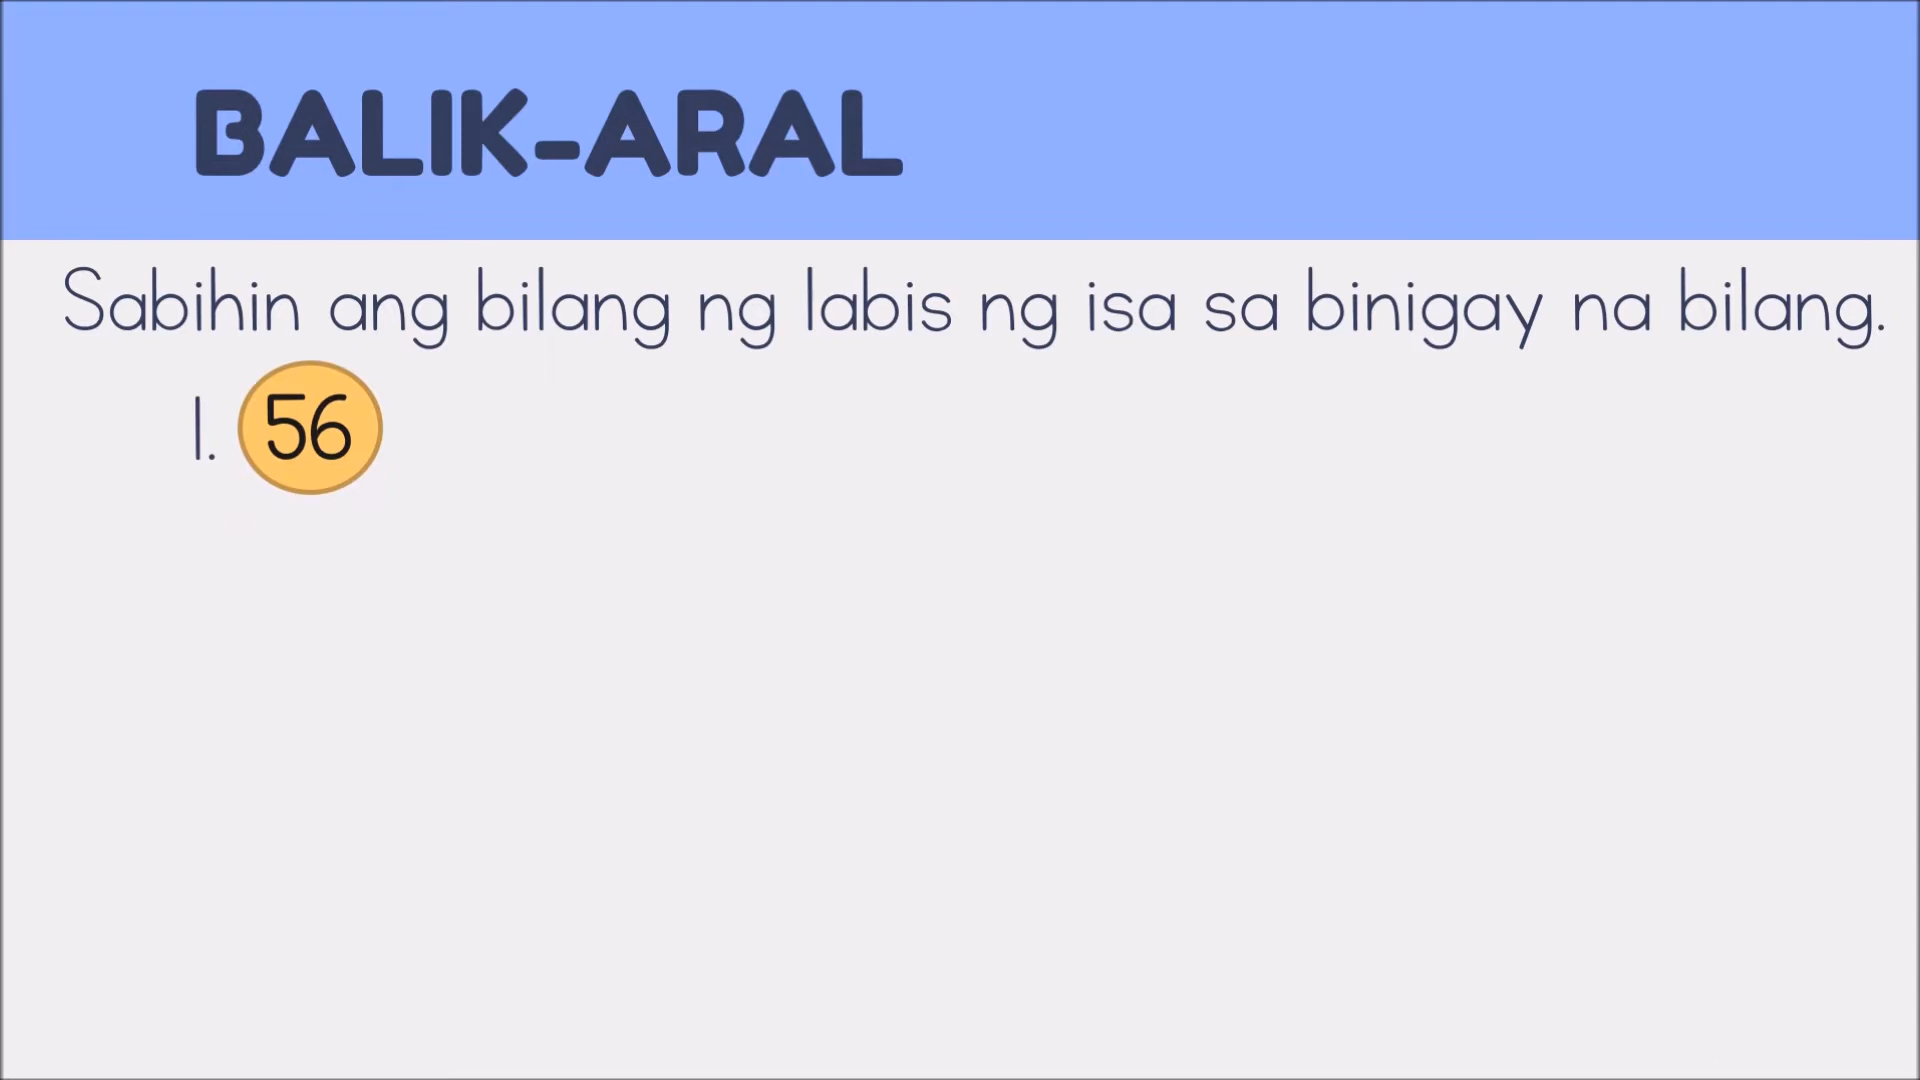 BALIK-ARAL
Sabihin ang bilang ng labis ng isa sa binigay na bilang.
1. 56